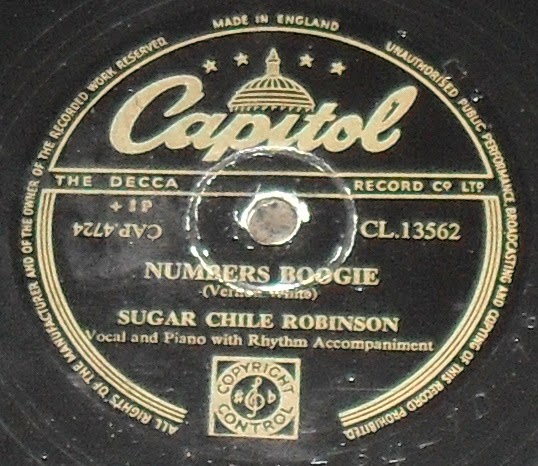 MADE IN ENGLAND
ALL RIGHTS OF THE MANUFACTURER AND OF THE OWNER OF THE RECORDED WORK RESERVED
UNAUTHORISED PUBLIC PERFORMANCE, BROADCASTING AND COPYING OF THIS RECORD PROHIBITED.
Capitol
THE DECCA RECORD CO LTD
CAP.4724 CL.13562
NUMBERS BOOGIE
(Vernon White)
SUGAR CHILE ROBINSON
Vocal and Piano with Rhythm Accompaniment
COPYRIGHT
CONTROL